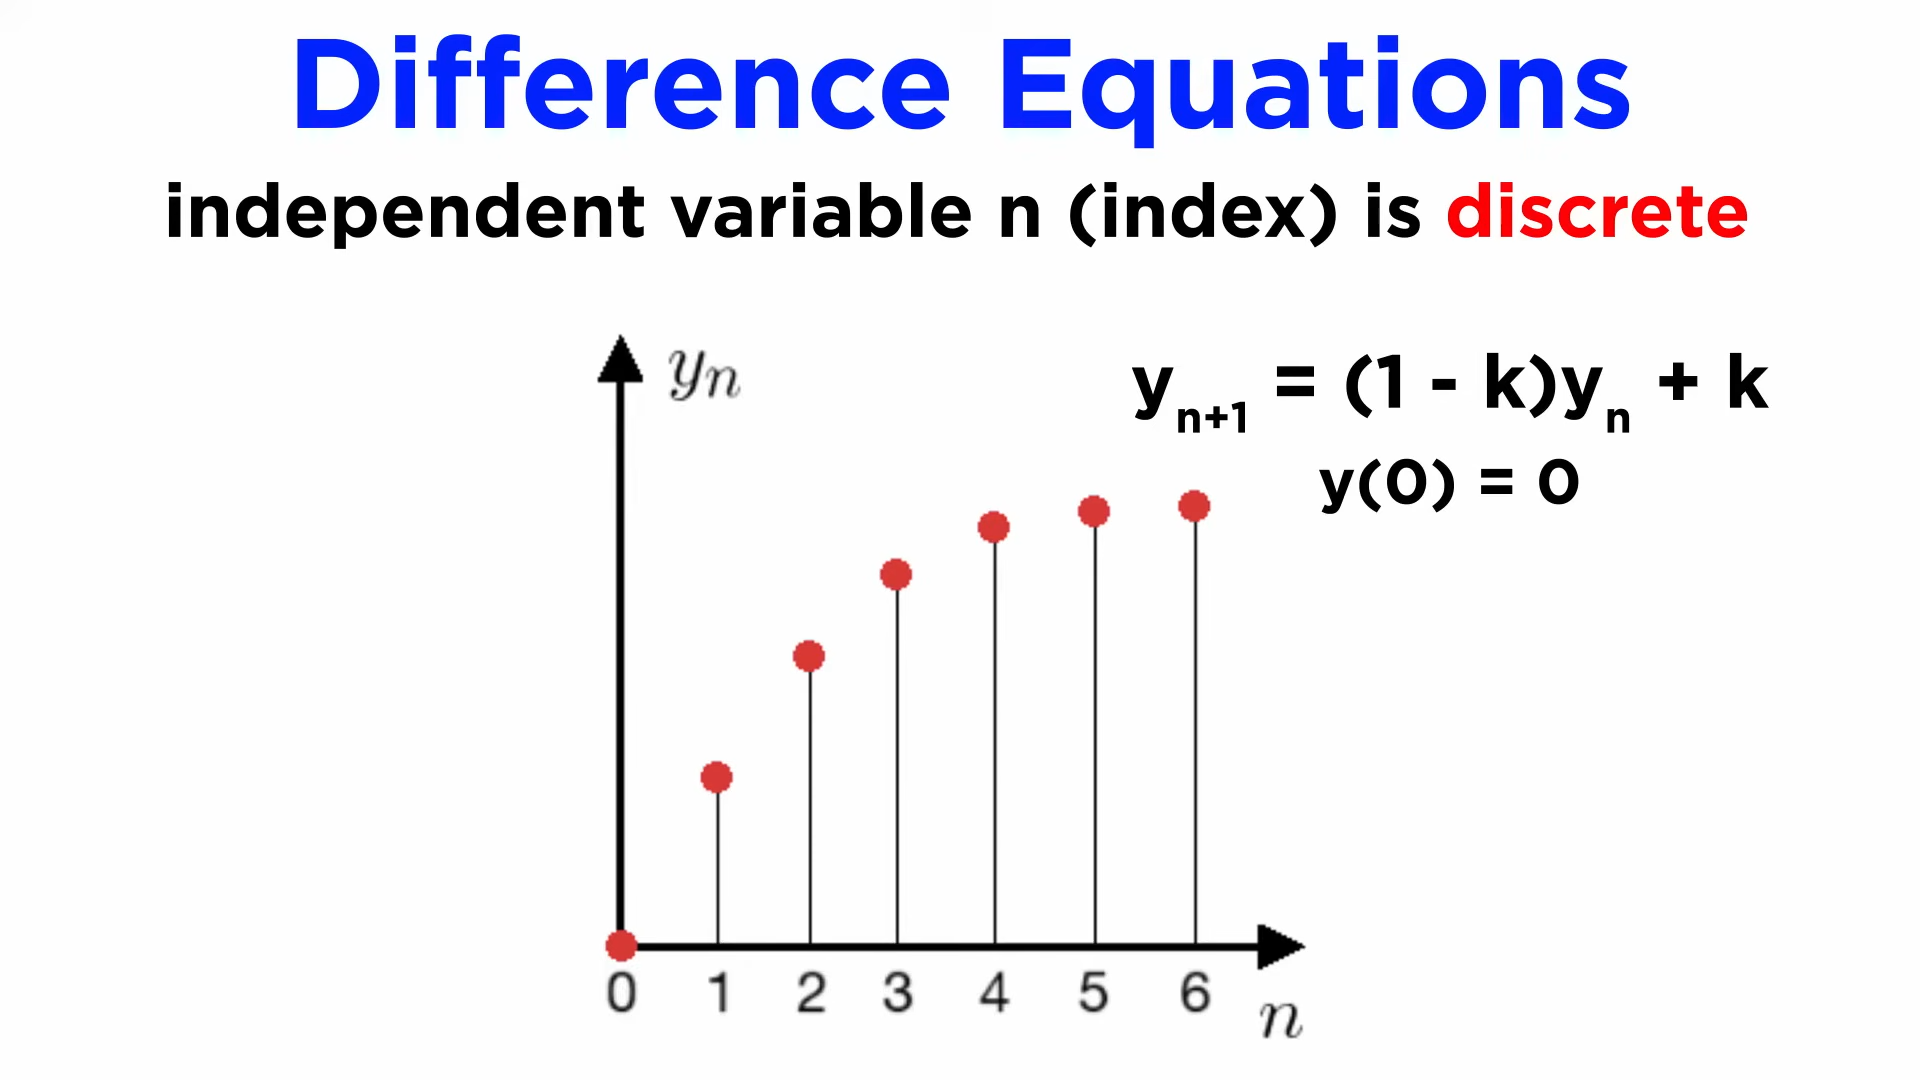 Difference Equations
independent variable n (index) is discrete
yₙ
yₙ₊₁ = (1 - k)yₙ + k
y(0) = 0
0 1 2 3 4 5 6
n